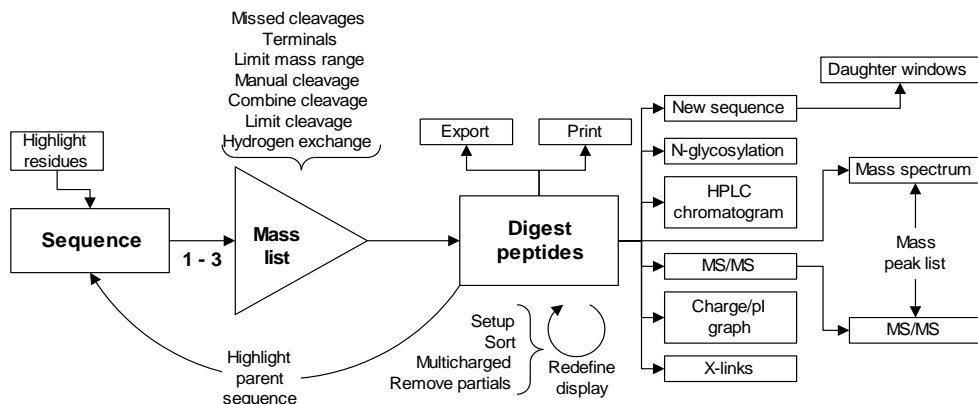 Missed cleavages
Terminals
Limit mass range
Manual cleavage
Combine cleavage
Limit cleavage
Hydrogen exchange
Highlight
residues
Sequence
1 - 3
Mass
list
Export
Print
Digest
peptides
Daughter windows
New sequence
N-glycosylation
HPLC
chromatogram
MS/MS
Charge/pI
graph
X-links
Mass spectrum
Mass
peak list
MS/MS
Setup
Sort
Multicharged
Remove partials
Redefine
display
Highlight
parent
sequence